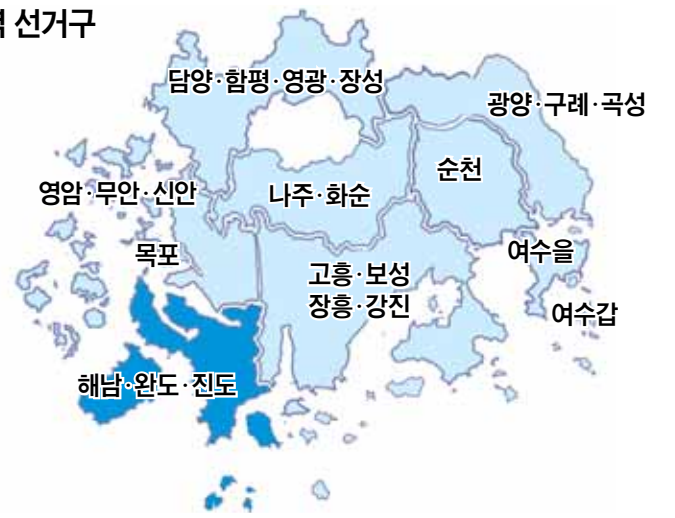 선거구
담양·함평·영광·장성
광양·구례·곡성
순천
영암·무안·신안
나주·화순
목포
여수을
고흥·보성
장흥·강진
여수갑
해남·완도·진도